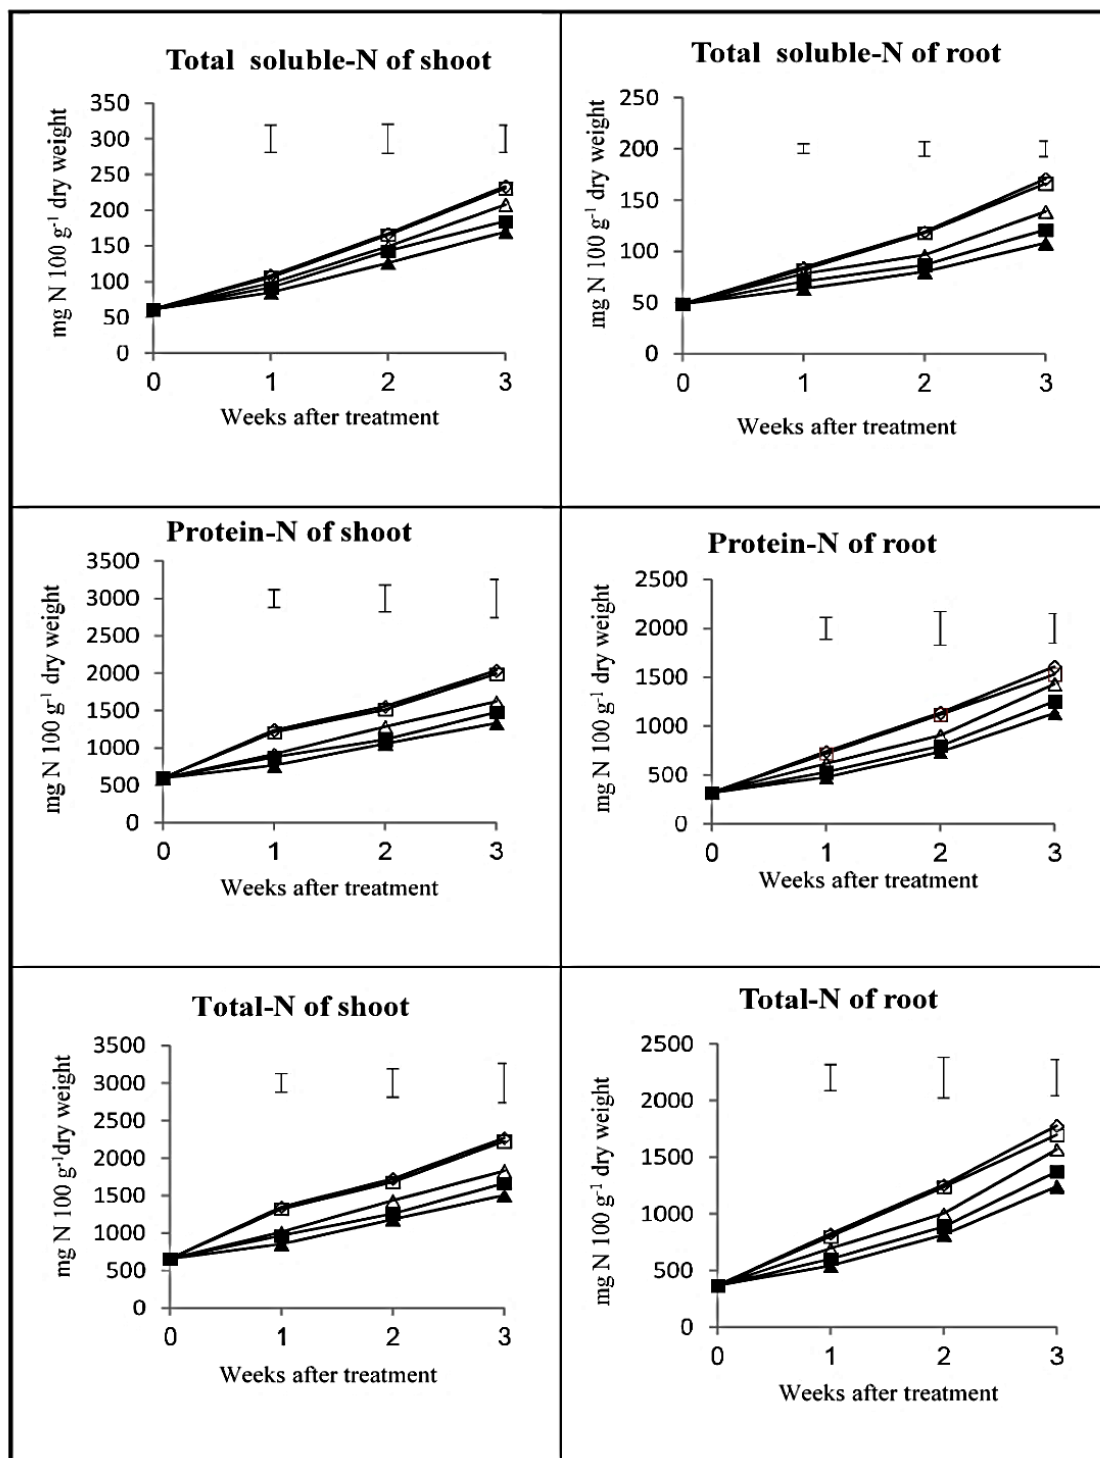 Total soluble-N of shoot
mg N 100 g⁻¹ dry weight
350
300
250
200
150
100
50
0
0 1 2 3
Weeks after treatment
Total soluble-N of root
mg N 100 g⁻¹ dry weight
250
200
150
100
50
0
0 1 2 3
Weeks after treatment
Protein-N of shoot
mg N 100 g⁻¹ dry weight
3500
3000
2500
2000
1500
1000
500
0
0 1 2 3
Weeks after treatment
Protein-N of root
mg N 100 g⁻¹ dry weight
2500
2000
1500
1000
500
0
0 1 2 3
Weeks after treatment
Total-N of shoot
mg N 100 g⁻¹dry weight
3500
3000
2500
2000
1500
1000
500
0
0 1 2 3
Weeks after treatment
Total-N of root
mg N 100 g⁻¹ dry weight
2500
2000
1500
1000
500
0
0 1 2 3
Weeks after treatment